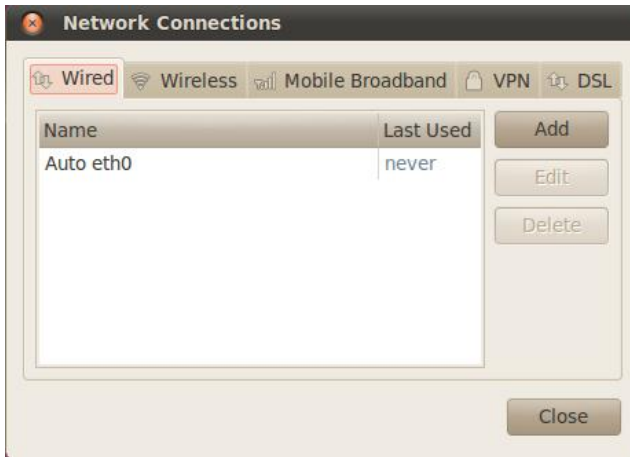 Network Connections
Wired Wireless Mobile Broadband VPN DSL
Name Last Used Add
Auto eth0 never
Edit
Delete
Close